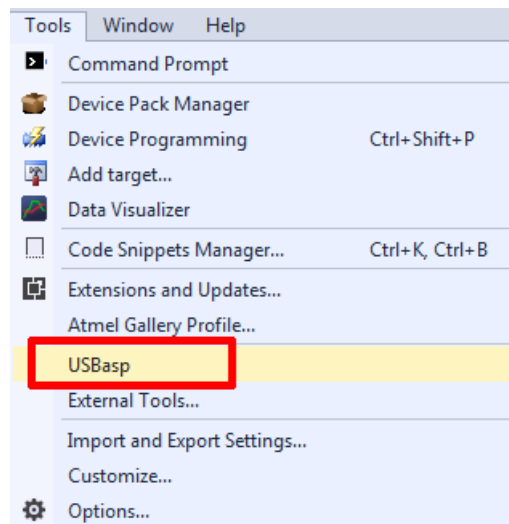 Tools Window Help
Command Prompt
Device Pack Manager
Device Programming Ctrl+Shift+P
Add target...
Data Visualizer
Code Snippets Manager... Ctrl+K, Ctrl+B
Extensions and Updates...
Atmel Gallery Profile...
USBasp
External Tools...
Import and Export Settings...
Customize...
Options...